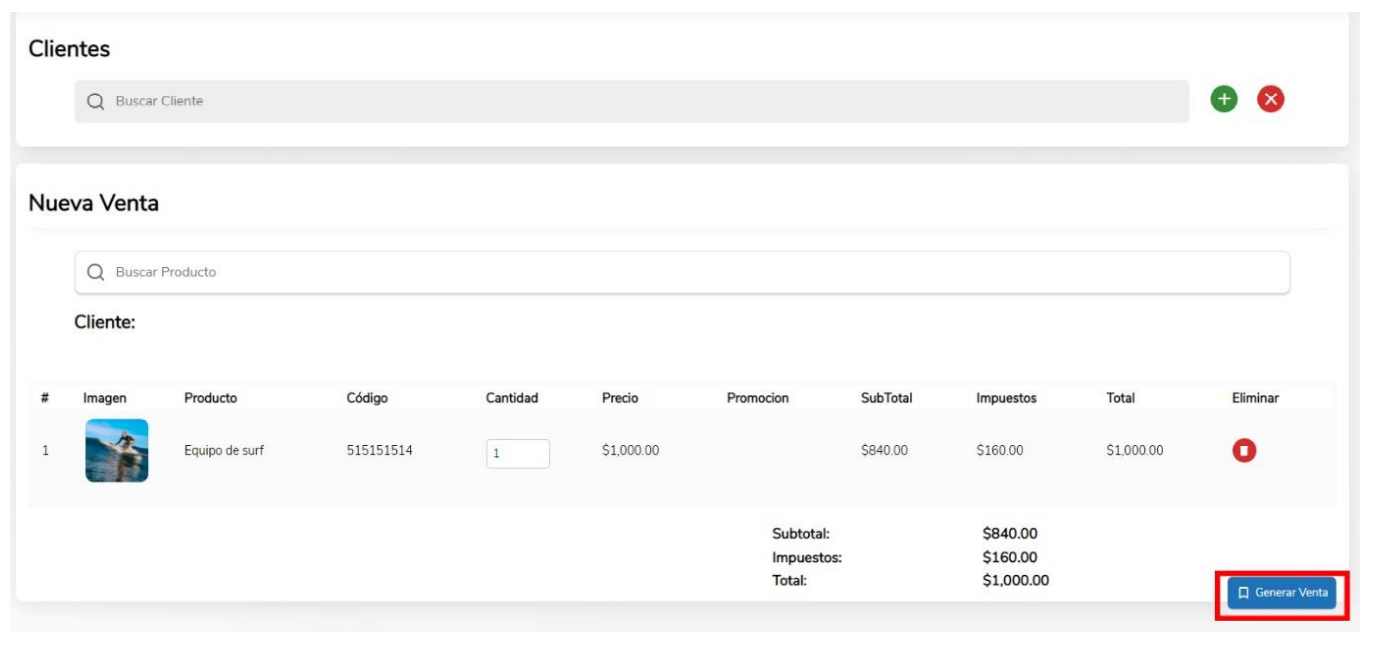 Clientes
Buscar Cliente
Nueva Venta
Buscar Producto
Cliente:
# Imagen Producto Código Cantidad Precio Promocion SubTotal Impuestos Total Eliminar
1 Equipo de surf 515151514 1 $1,000.00 $840.00 $160.00 $1,000.00
Subtotal: $840.00
Impuestos: $160.00
Total: $1,000.00
Generar Venta